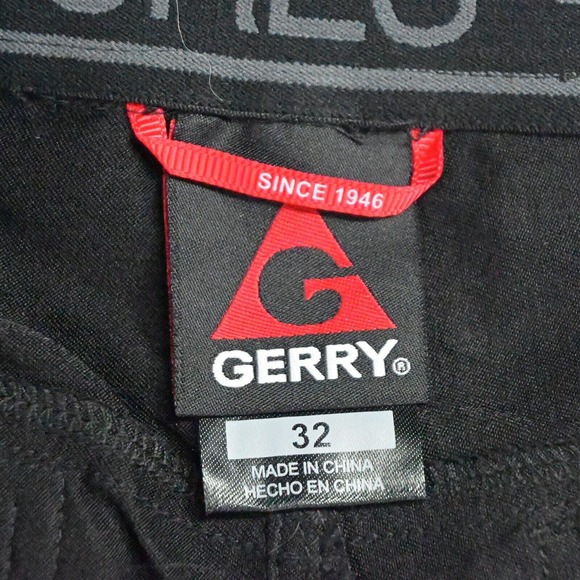 SINCE 1946
G
GERRY®
32
MADE IN CHINA
HECHO EN CHINA